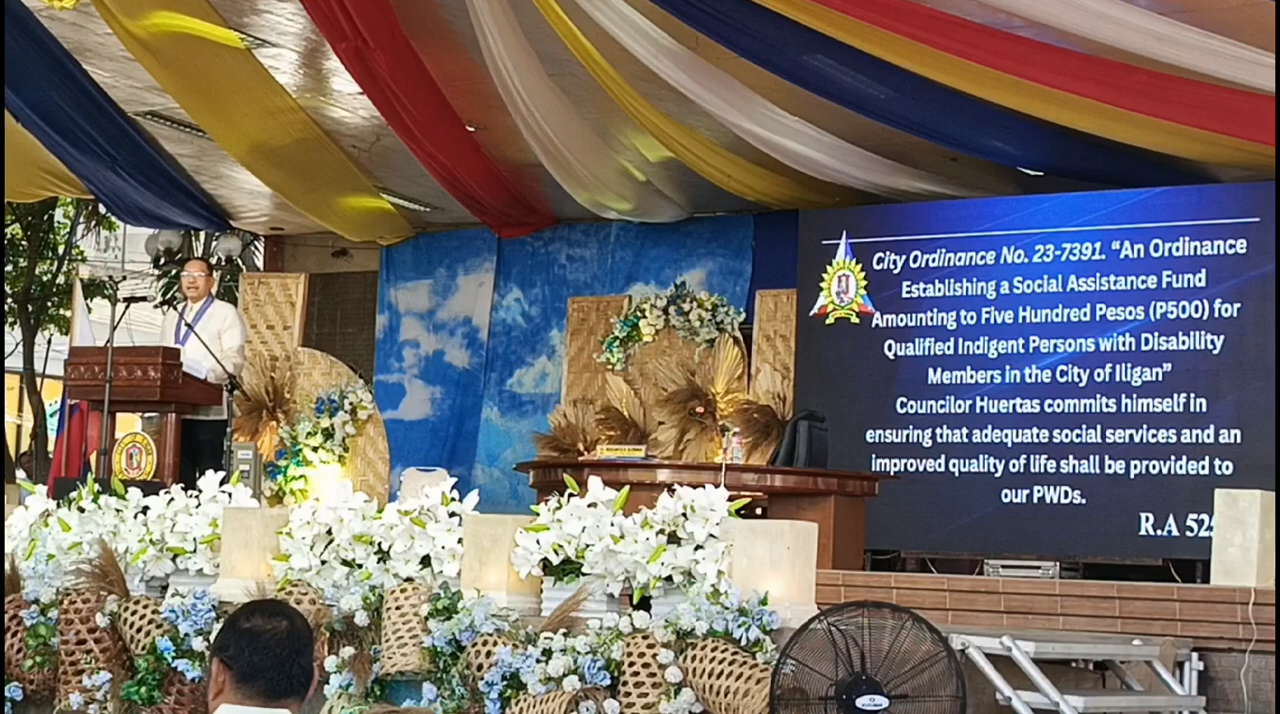 City Ordinance No. 23-7391. “An Ordinance
Establishing a Social Assistance Fund
Amounting to Five Hundred Pesos (P500) for
Qualified Indigent Persons with Disability
Members in the City of Iligan”
Councilor Huertas commits himself in
ensuring that adequate social services and an
improved quality of life shall be provided to
our PWDs.
R.A 525